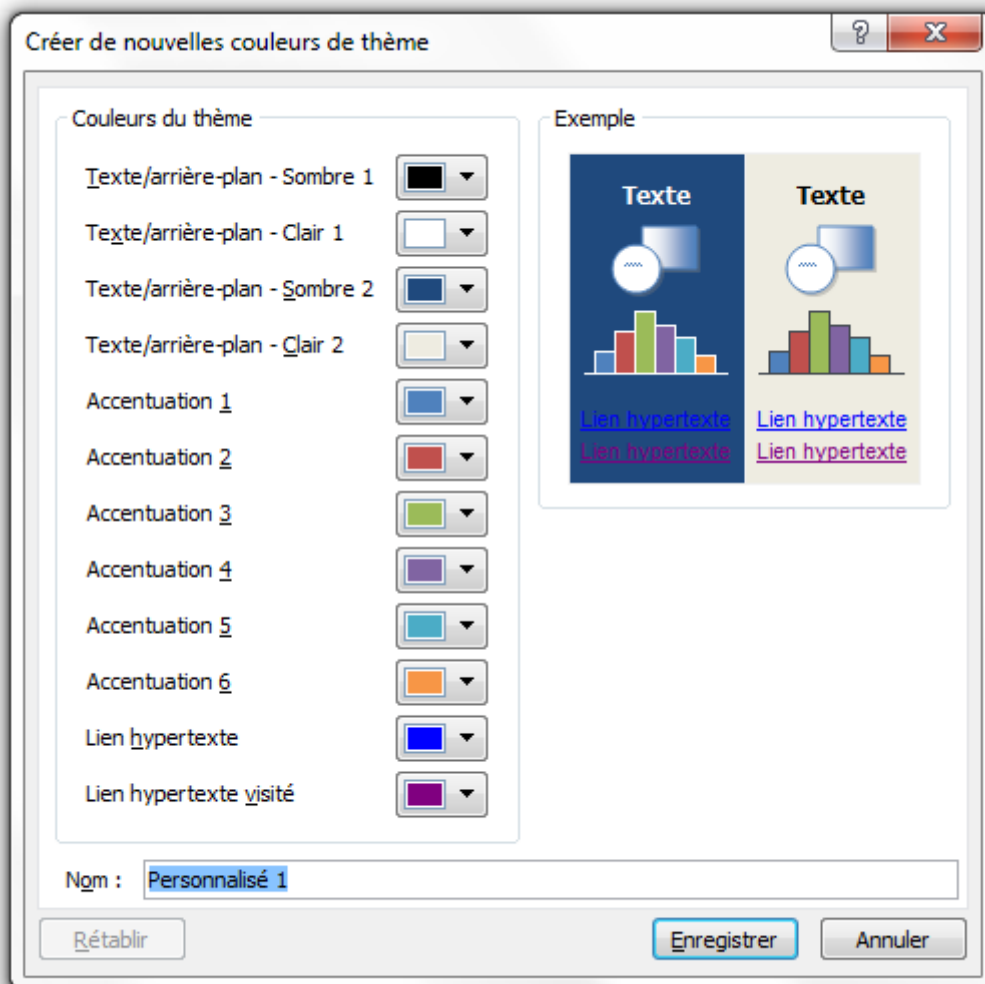 Créer de nouvelles couleurs de thème
Couleurs du thème
Texte/arrière-plan - Sombre 1
Texte/arrière-plan - Clair 1
Texte/arrière-plan - Sombre 2
Texte/arrière-plan - Clair 2
Accentuation 1
Accentuation 2
Accentuation 3
Accentuation 4
Accentuation 5
Accentuation 6
Lien hypertexte
Lien hypertexte visité
Exemple
Texte Texte
Lien hypertexte Lien hypertexte
Lien hypertexte Lien hypertexte
Nom : Personnalisé 1
Rétablir Enregistrer Annuler